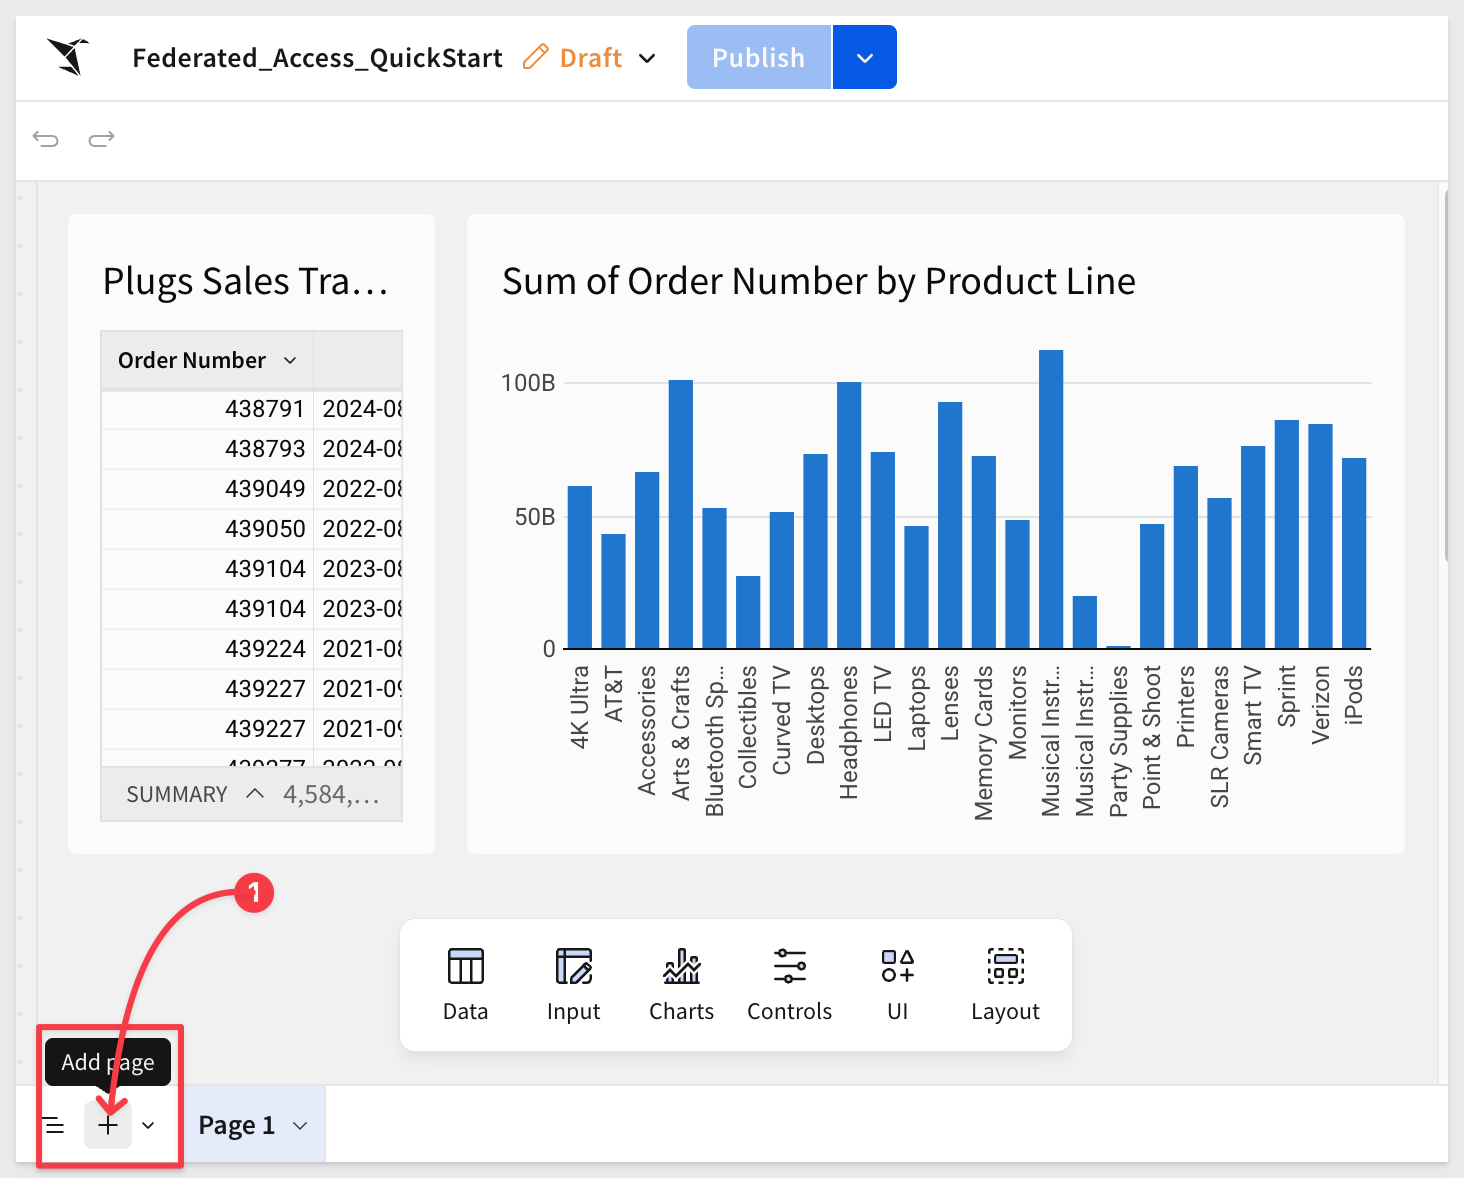 Federated_Access_QuickStart Draft Publish
Plugs Sales Tra...
Order Number
438791 2024-08
438793 2024-08
439049 2022-08
439050 2022-08
439104 2023-08
439104 2023-08
439224 2021-08
439227 2021-09
439227 2021-09
SUMMARY 4,584,...
Sum of Order Number by Product Line
100B
50B
0
4K Ultra
AT&T
Accessories
Arts & Crafts
Bluetooth Sp...
Collectibles
Curved TV
Desktops
Headphones
LED TV
Laptops
Lenses
Memory Cards
Monitors
Musical Instr...
Musical Instr...
Party Supplies
Point & Shoot
Printers
SLR Cameras
Smart TV
Sprint
Verizon
iPods
1
Data Input Charts Controls UI Layout
Add page
Page 1